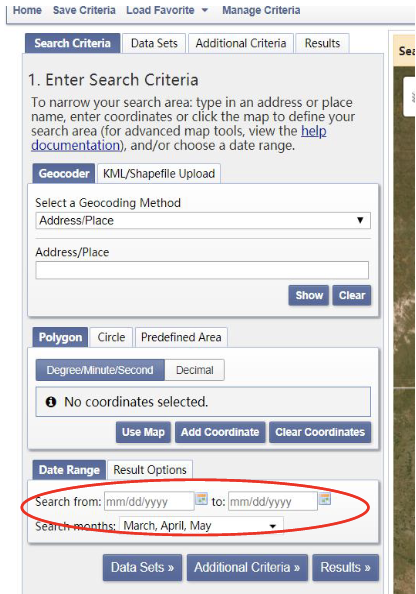 Home Save Criteria Load Favorite Manage Criteria
Search Criteria Data Sets Additional Criteria Results
1. Enter Search Criteria
To narrow your search area: type in an address or place
name, enter coordinates or click the map to define your
search area (for advanced map tools, view the help
documentation), and/or choose a date range.
Geocoder KML/Shapefile Upload
Select a Geocoding Method
Address/Place
Address/Place
Show Clear
Polygon Circle Predefined Area
Degree/Minute/Second Decimal
No coordinates selected.
Use Map Add Coordinate Clear Coordinates
Date Range Result Options
Search from: mm/dd/yyyy to: mm/dd/yyyy
Search months: March, April, May
Data Sets » Additional Criteria » Results »